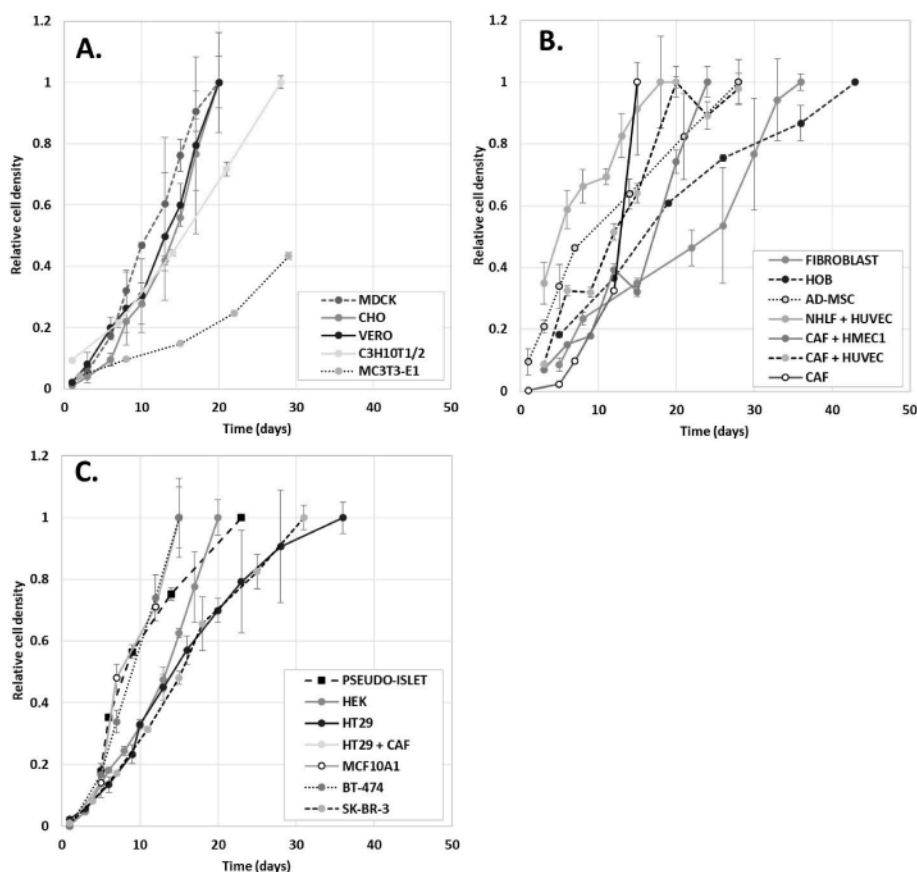 A.
1.2
1
0.8
0.6
0.4
0.2
0
Relative cell density
0 10 20 30 40 50
Time (days)
MDCK
CHO
VERO
C3H10T1/2
MC3T3-E1
B.
1.2
1
0.8
0.6
0.4
0.2
0
Relative cell density
0 10 20 30 40 50
Time (days)
FIBROBLAST
HOB
AD-MSC
NHLF + HUVEC
CAF + HMEC1
CAF + HUVEC
CAF
C.
1.2
1
0.8
0.6
0.4
0.2
0
Relative cell density
0 10 20 30 40 50
Time (days)
PSEUDO-ISLET
HEK
HT29
HT29 + CAF
MCF10A1
BT-474
SK-BR-3